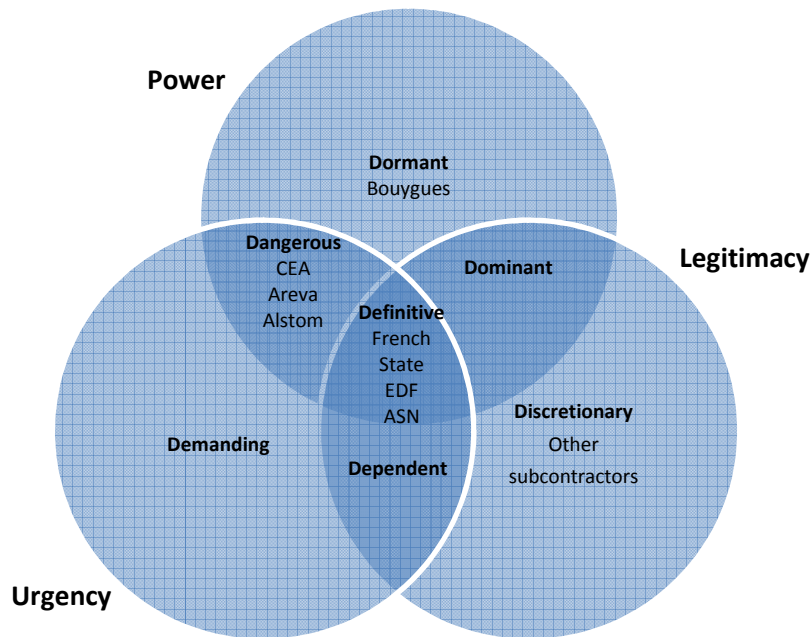 Power
Dormant
Bouygues
Dangerous
CEA
Areva
Alstom
Dominant
Legitimacy
Definitive
French
State
EDF
ASN
Demanding
Discretionary
Other
subcontractors
Dependent
Urgency